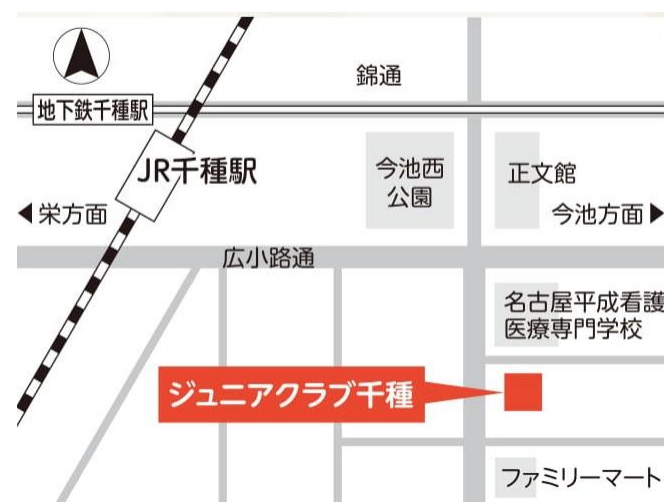 錦通
地下鉄千種駅
JR千種駅
今池西
公園
正文館
栄方面
今池方面
広小路通
名古屋平成看護
医療専門学校
ジュニアクラブ千種
ファミリーマート